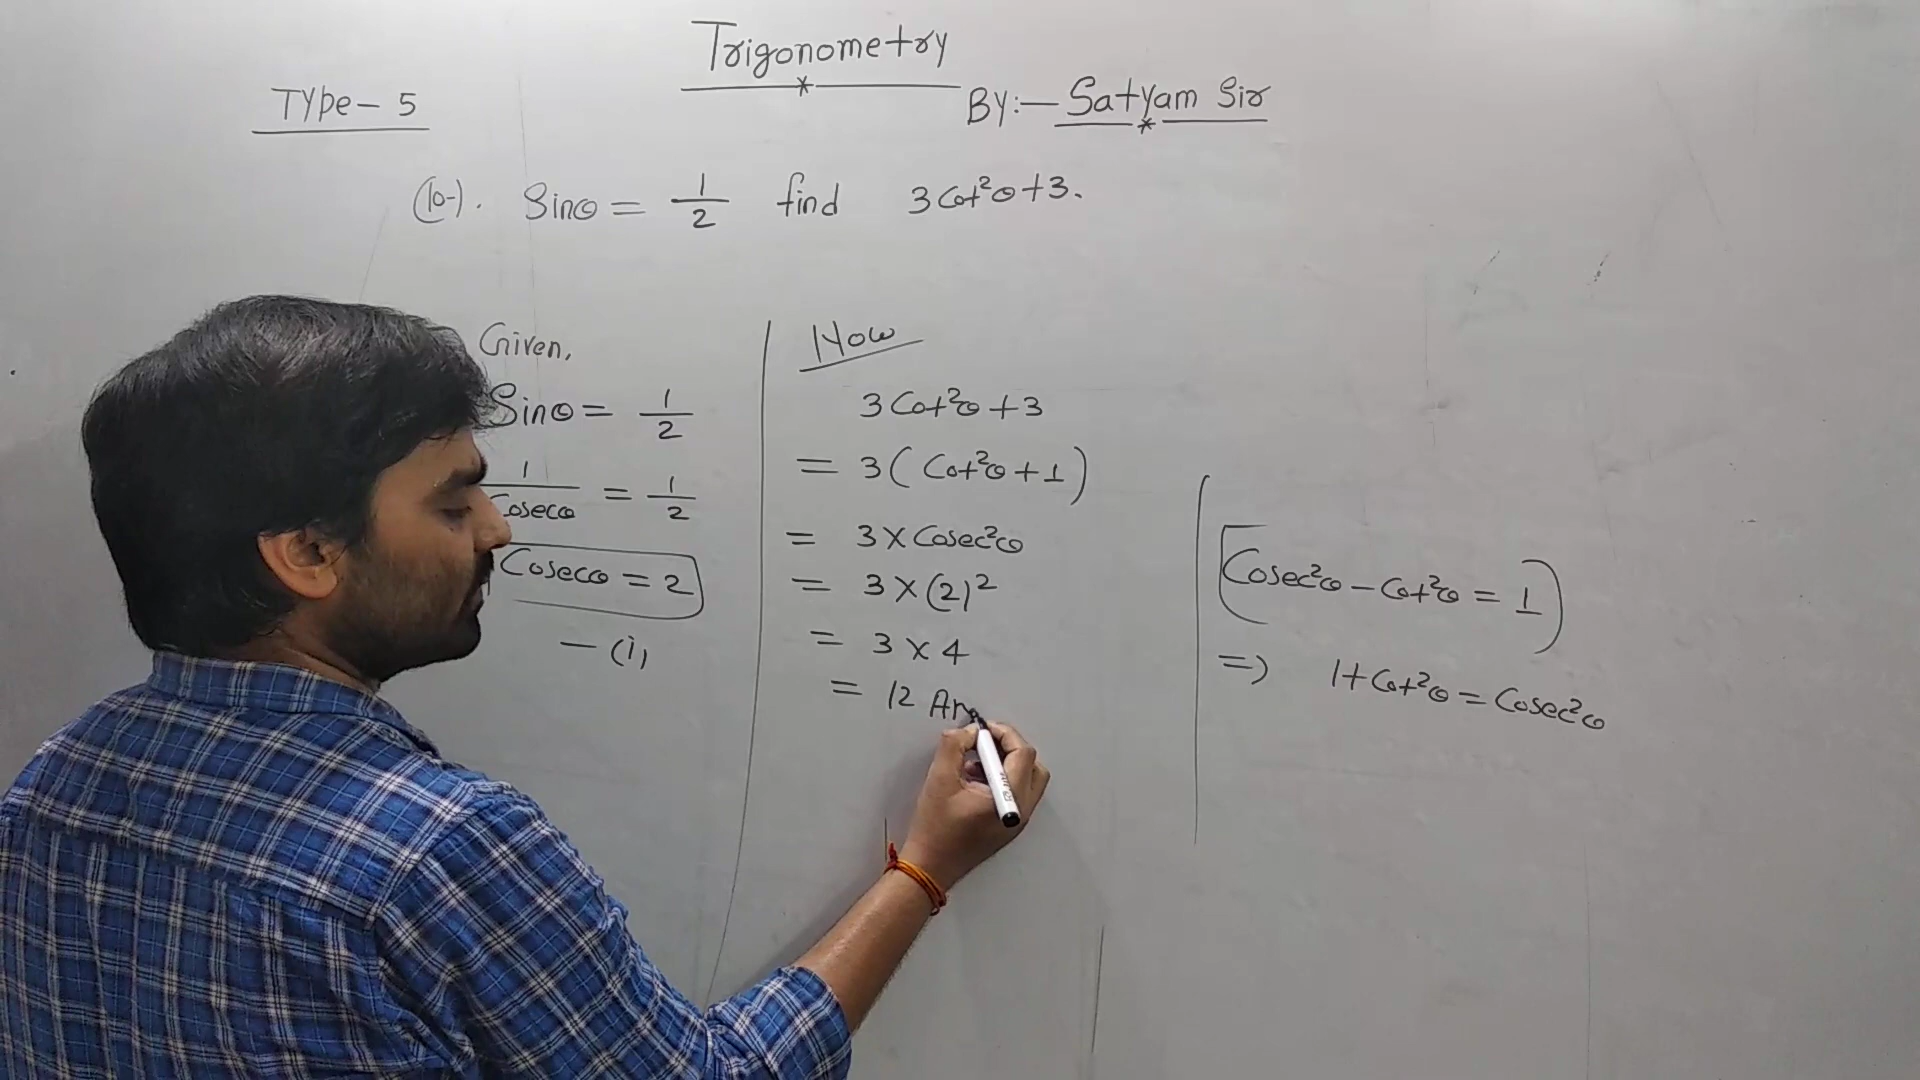 Trigonometry
Type- 5
BY:- Satyam Sir
(10-). Sinθ = 1/2 find 3Cot²θ+3.
Given,
Sinθ = 1/2
1/Cosecθ = 1/2
Cosecθ = 2
- (i)
Now
3Cot²θ+3
= 3(Cot²θ+1)
= 3×Cosec²θ
= 3×(2)²
= 3×4
= 12 An
Cosec²θ - Cot²θ = 1
=> 1+Cot²θ = Cosec²θ